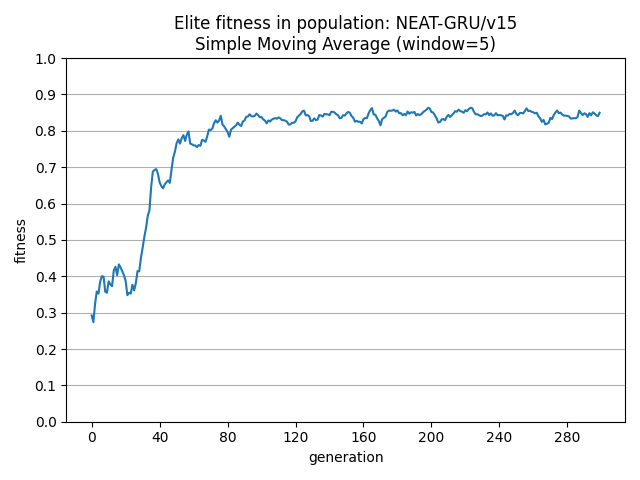 Elite fitness in population: NEAT-GRU/v15
Simple Moving Average (window=5)
1.0
0.9
0.8
0.7
0.6
0.5
0.4
0.3
0.2
0.1
0.0
fitness
0 40 80 120 160 200 240 280
generation